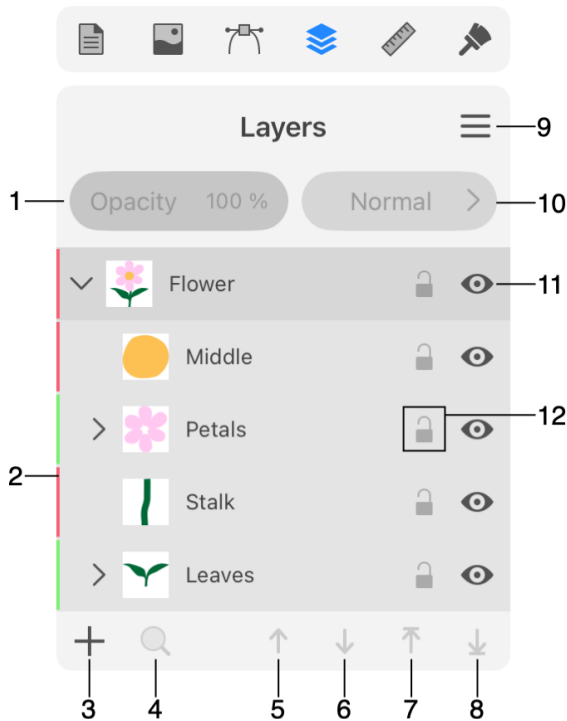 Layers
9
1
Opacity 100 %
Normal
10
Flower
11
Middle
Petals
12
2
Stalk
Leaves
3 4 5 6 7 8